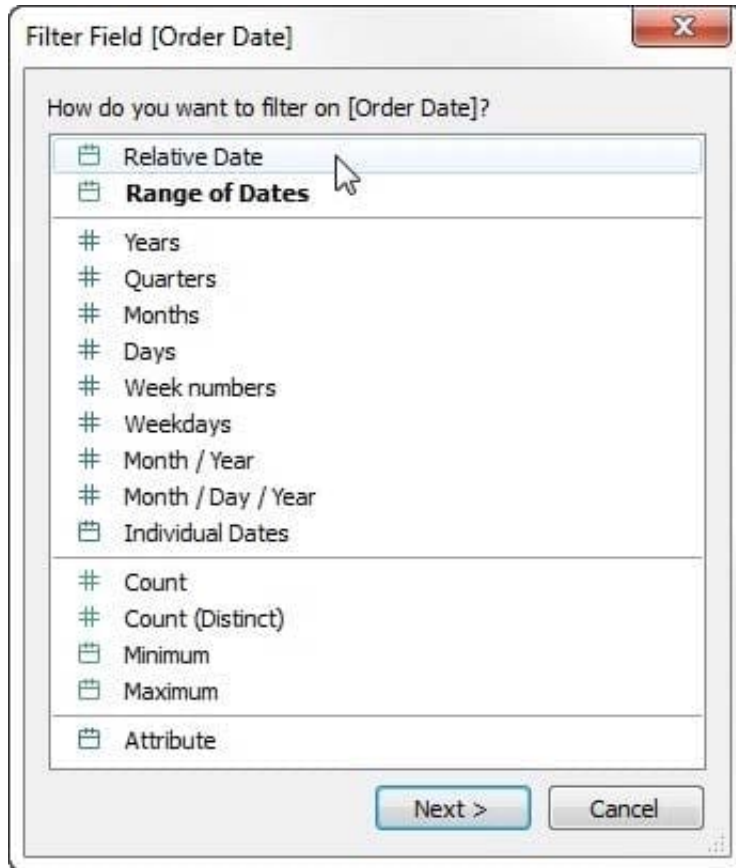 Filter Field [Order Date]
How do you want to filter on [Order Date]?
Relative Date
Range of Dates
Years
Quarters
Months
Days
Week numbers
Weekdays
Month / Year
Month / Day / Year
Individual Dates
Count
Count (Distinct)
Minimum
Maximum
Attribute
Next > Cancel